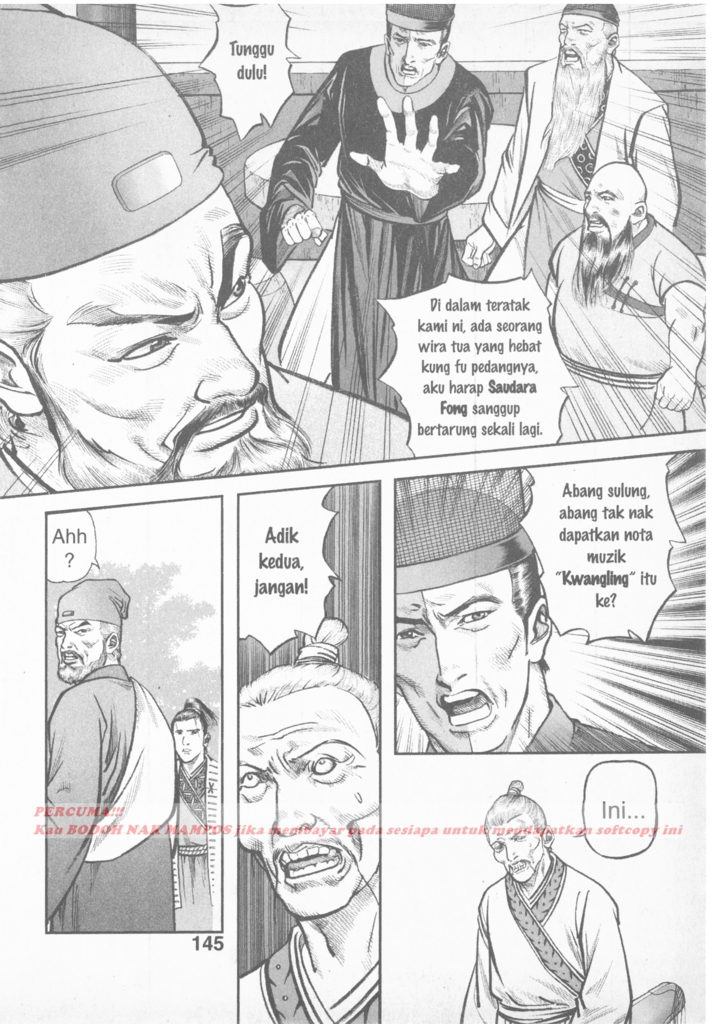 Tunggu
dulu!
Di dalam teratak
kami ni, ada seorang
wira tua yang hebat
kung fu pedangnya,
aku harap Saudara
Fong sanggup
bertarung sekali lagi.
Abang sulung,
abang tak nak
dapatkan nota
muzik
"Kwangling" itu
ke?
Adik
kedua,
jangan!
Ahh
?
Ini...
PERCUMA!!!
Kau BODOH NAK MAMPOS jika membayar pada sesiapa untuk mendapatkan softcopy ini
145